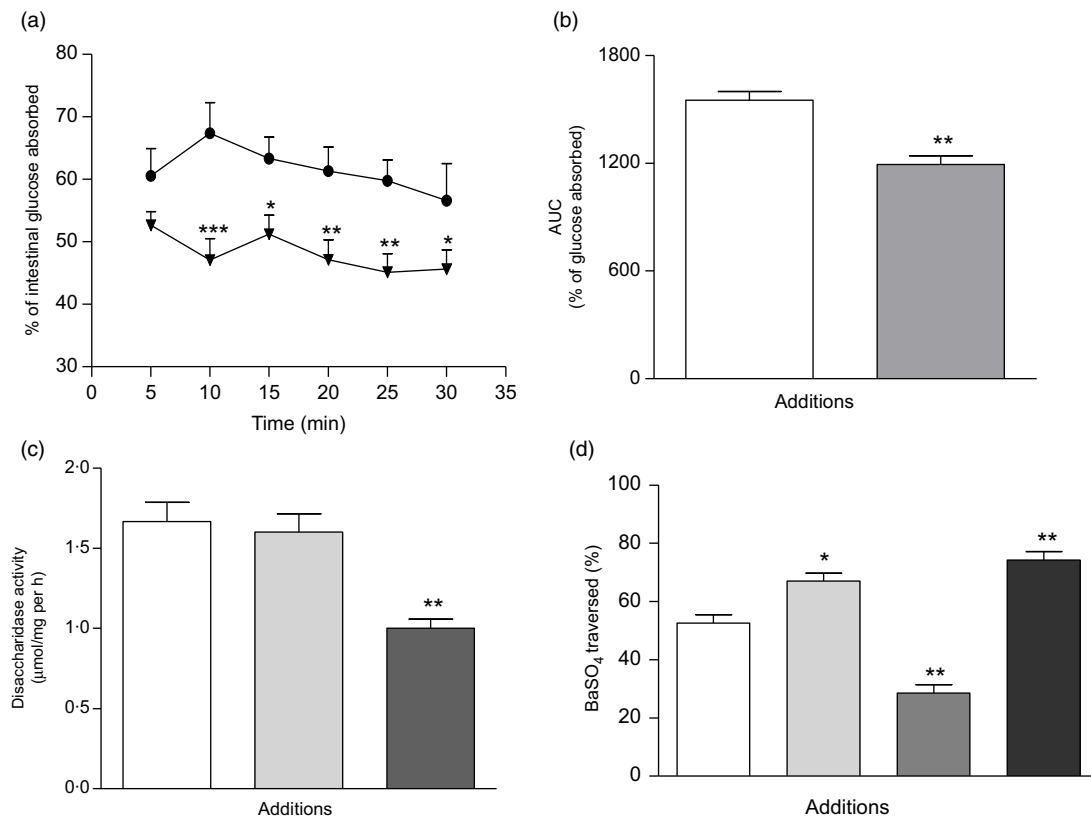 (a)
80
70
60
50
40
30
% of intestinal glucose absorbed
***
*
**
**
*
0
5
10
15
20
25
30
35
Time (min)
(b)
1800
1200
600
0
AUC
(% of glucose absorbed)
**
Additions
(c)
2·0
1·5
1·0
0·5
0·0
Disaccharidase activity
(μmol/mg per h)
**
Additions
(d)
100
80
60
40
20
0
BaSO4 traversed (%)
*
**
**
Additions